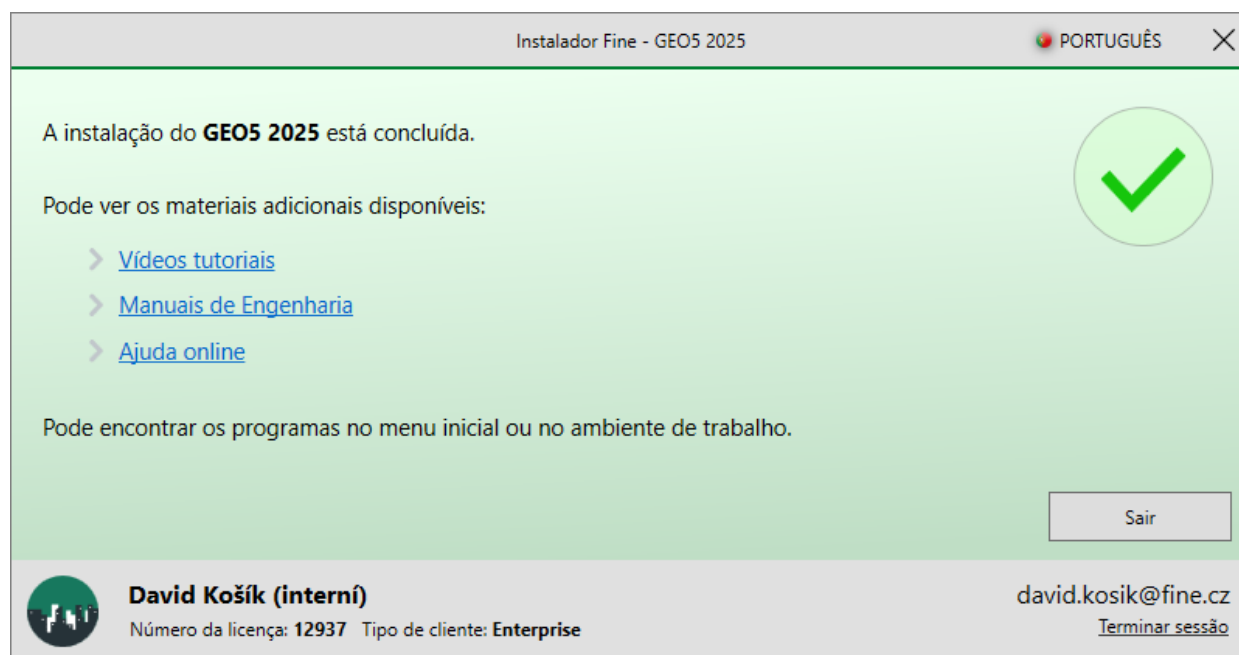 Instalador Fine - GEO5 2025
PORTUGUÊS
A instalação do GEO5 2025 está concluída.
Pode ver os materiais adicionais disponíveis:
Vídeos tutoriais
Manuais de Engenharia
Ajuda online
Pode encontrar os programas no menu inicial ou no ambiente de trabalho.
Sair
David Košík (interní)
david.kosik@fine.cz
Número da licença: 12937 Tipo de cliente: Enterprise
Terminar sessão